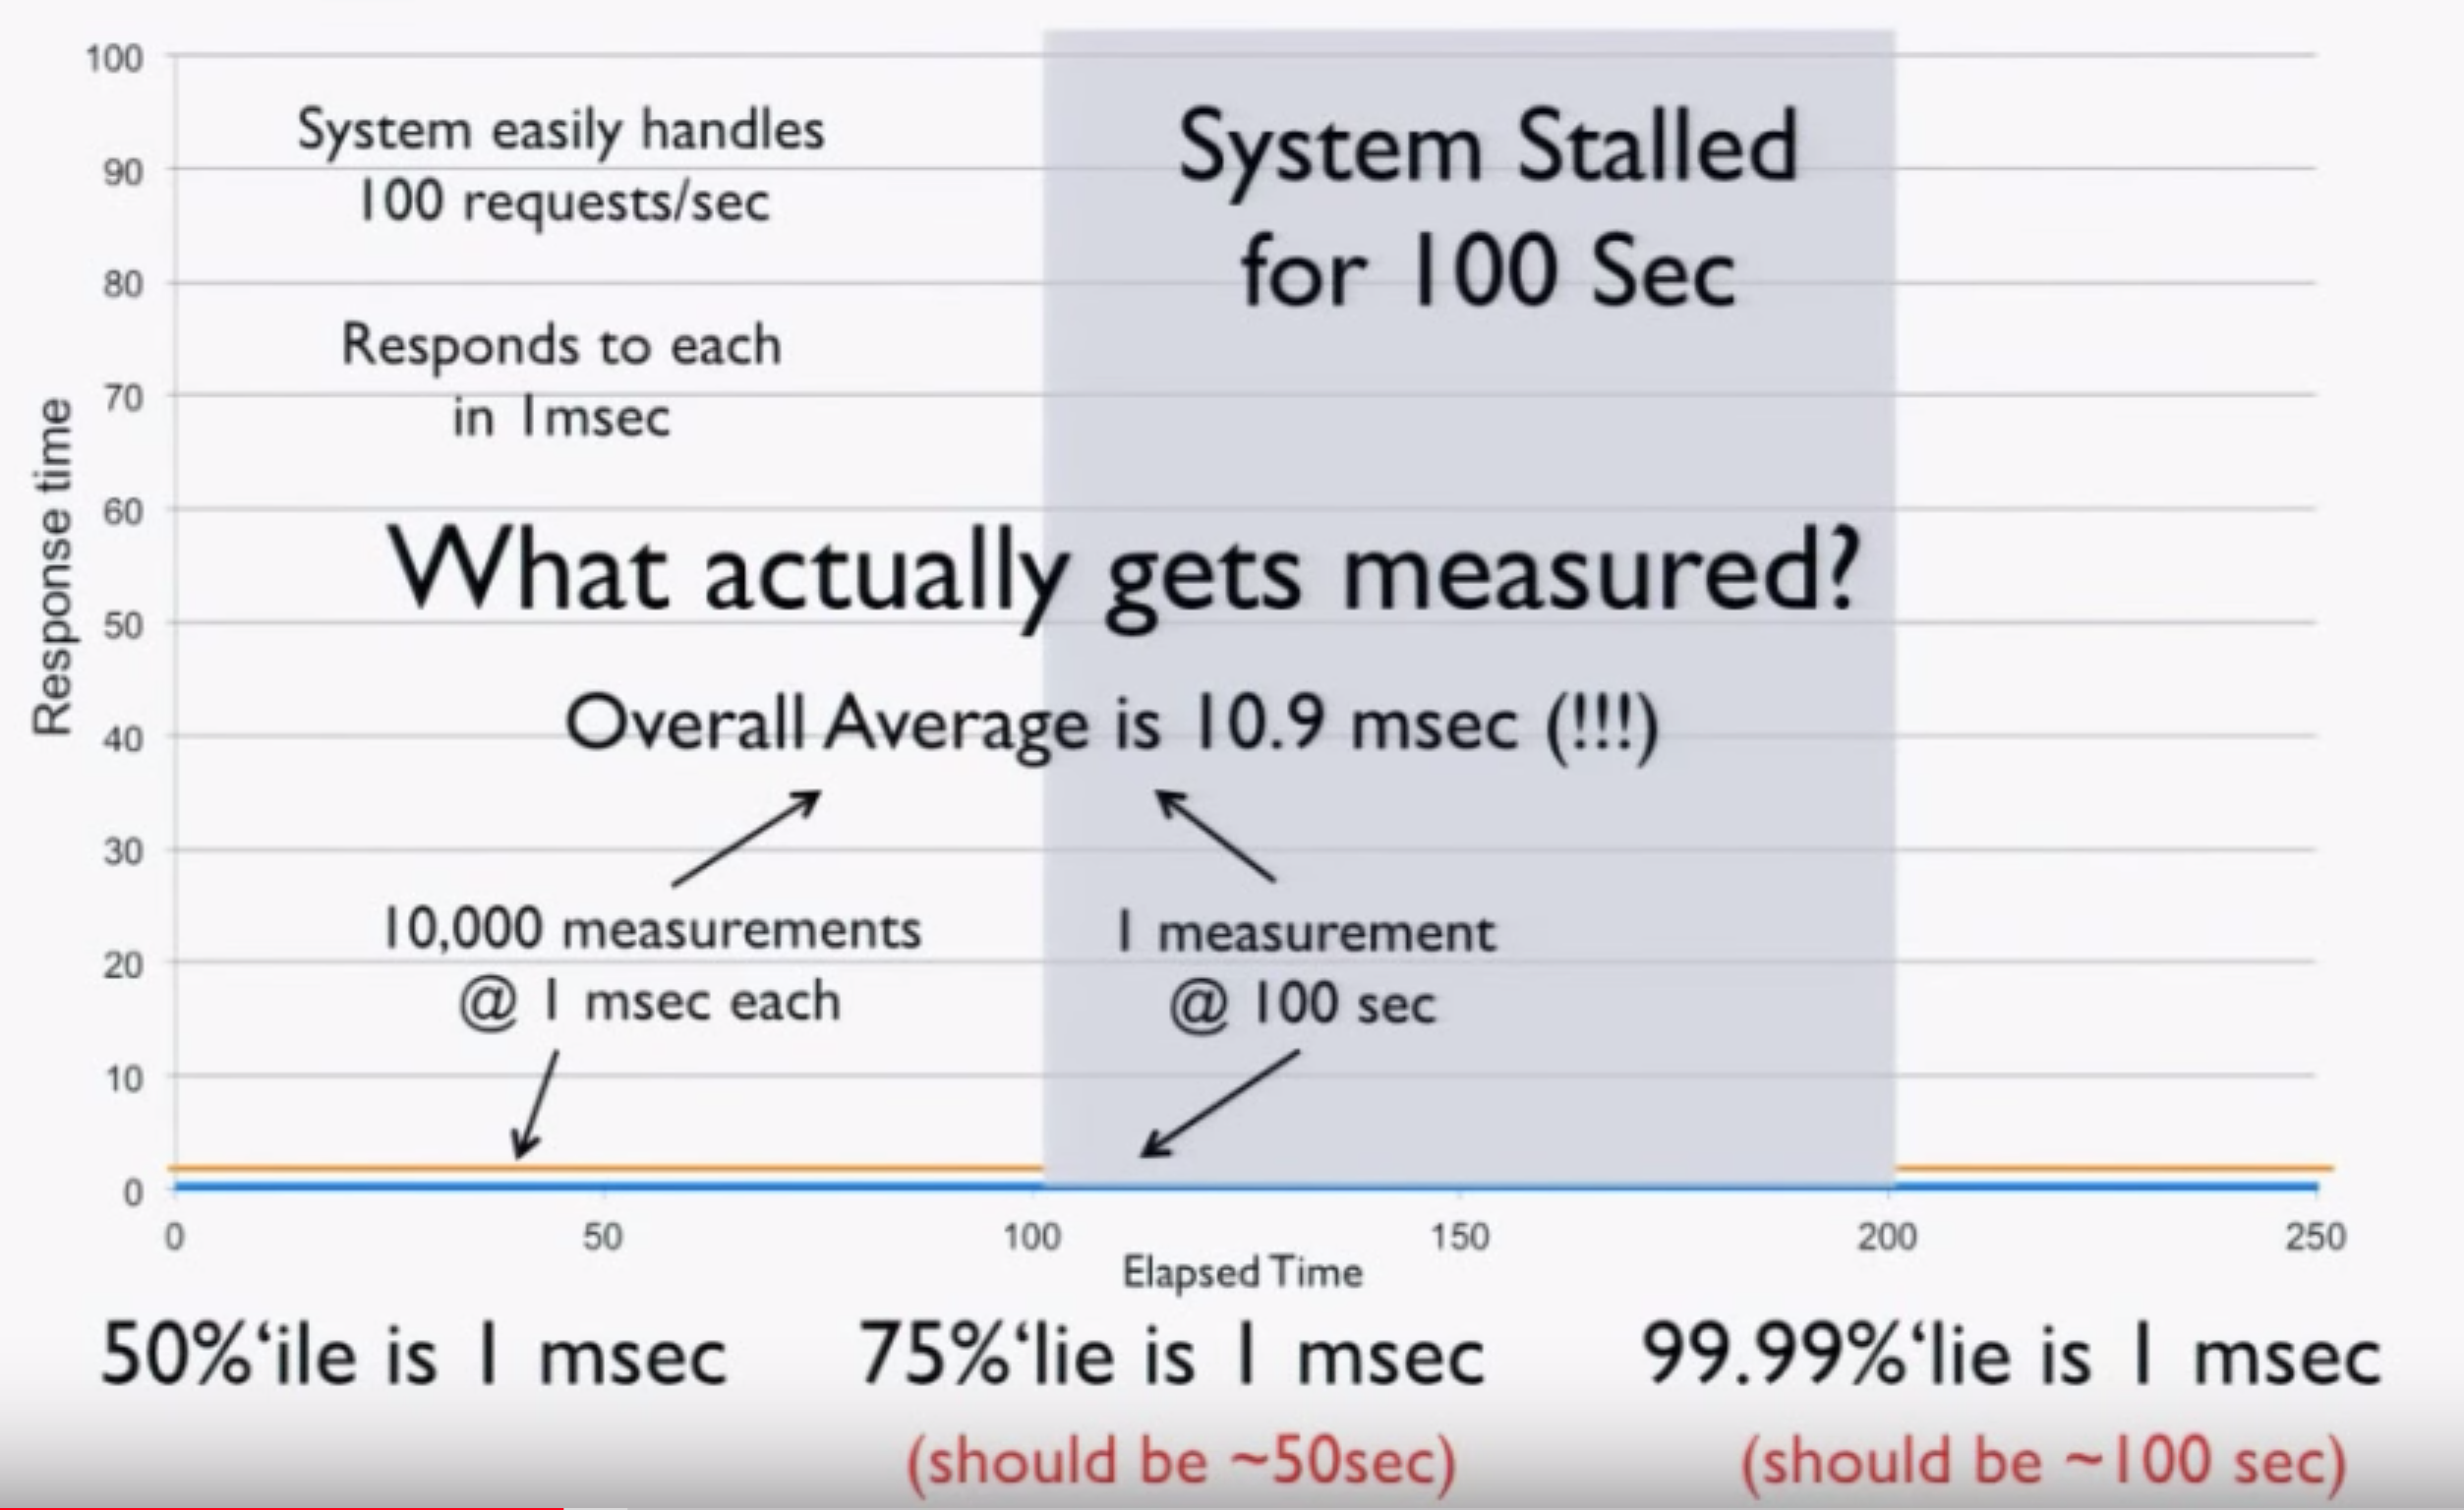 100
System easily handles
100 requests/sec
90
System Stalled
for 100 Sec
80
Responds to each
in 1msec
70
Response time
60
What actually gets measured?
50
Overall Average is 10.9 msec (!!!)
40
30
10,000 measurements
@ 1 msec each
1 measurement
@ 100 sec
20
10
0
0 50 100 150 200 250
Elapsed Time
50%‘ile is 1 msec 75%‘lie is 1 msec 99.99%‘lie is 1 msec
(should be ~50sec) (should be ~100 sec)